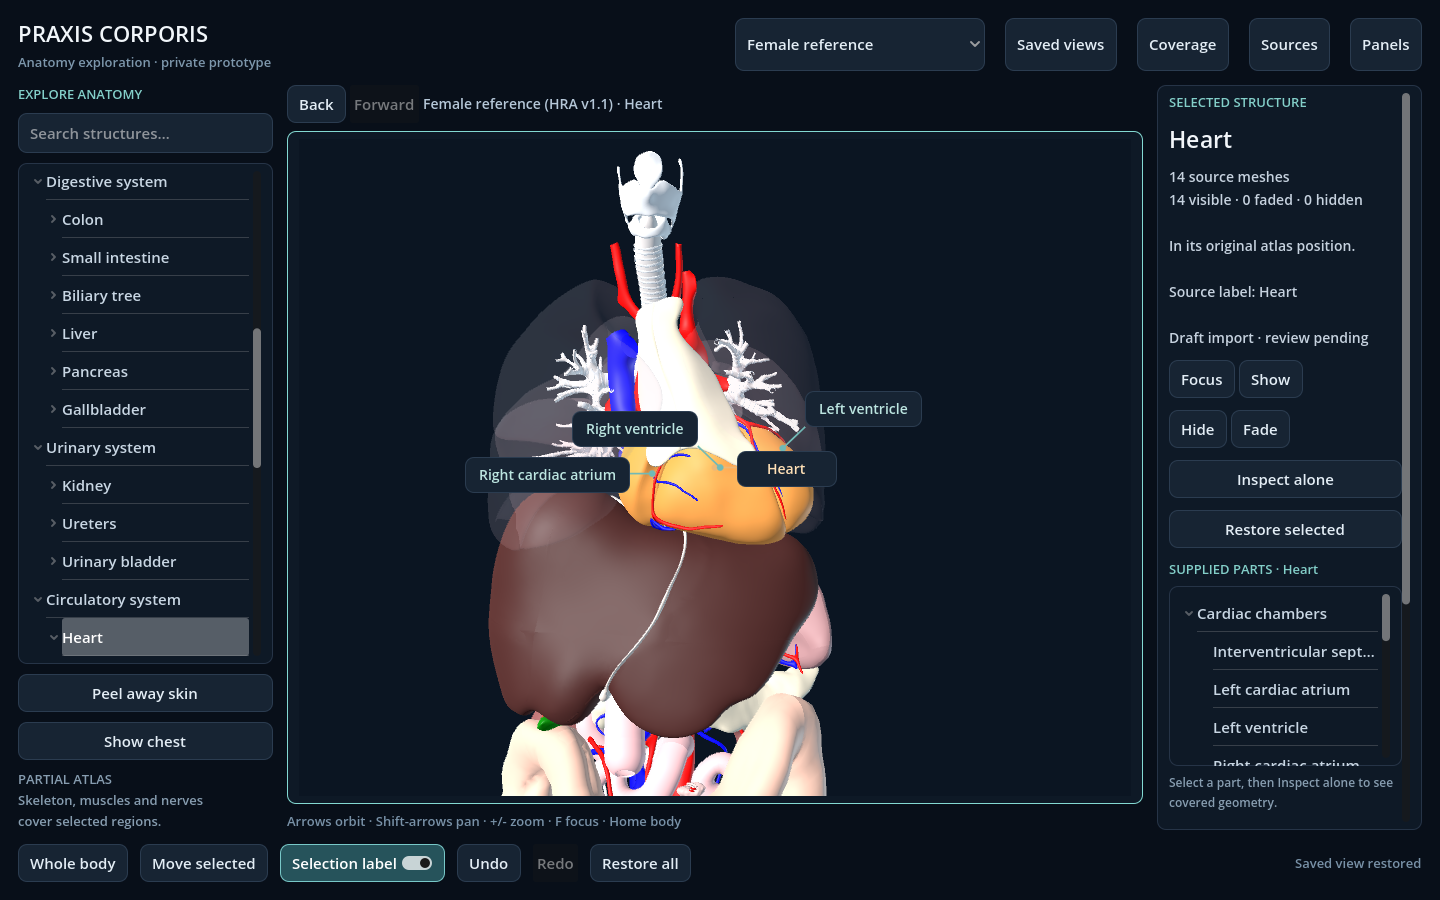 PRAXIS CORPORIS
Anatomy exploration · private prototype
Female reference
Saved views
Coverage
Sources
Panels
EXPLORE ANATOMY
Search structures...
Digestive system
Colon
Small intestine
Biliary tree
Liver
Pancreas
Gallbladder
Urinary system
Kidney
Ureters
Urinary bladder
Circulatory system
Heart
Peel away skin
Show chest
PARTIAL ATLAS
Skeleton, muscles and nerves
cover selected regions.
Back
Forward
Female reference (HRA v1.1) · Heart
Left ventricle
Right ventricle
Heart
Right cardiac atrium
Arrows orbit · Shift-arrows pan · +/- zoom · F focus · Home body
SELECTED STRUCTURE
Heart
14 source meshes
14 visible · 0 faded · 0 hidden
In its original atlas position.
Source label: Heart
Draft import · review pending
Focus
Show
Hide
Fade
Inspect alone
Restore selected
SUPPLIED PARTS · Heart
Cardiac chambers
Interventricular sept...
Left cardiac atrium
Left ventricle
Right cardiac atrium
Select a part, then Inspect alone to see
covered geometry.
Whole body
Move selected
Selection label
Undo
Redo
Restore all
Saved view restored